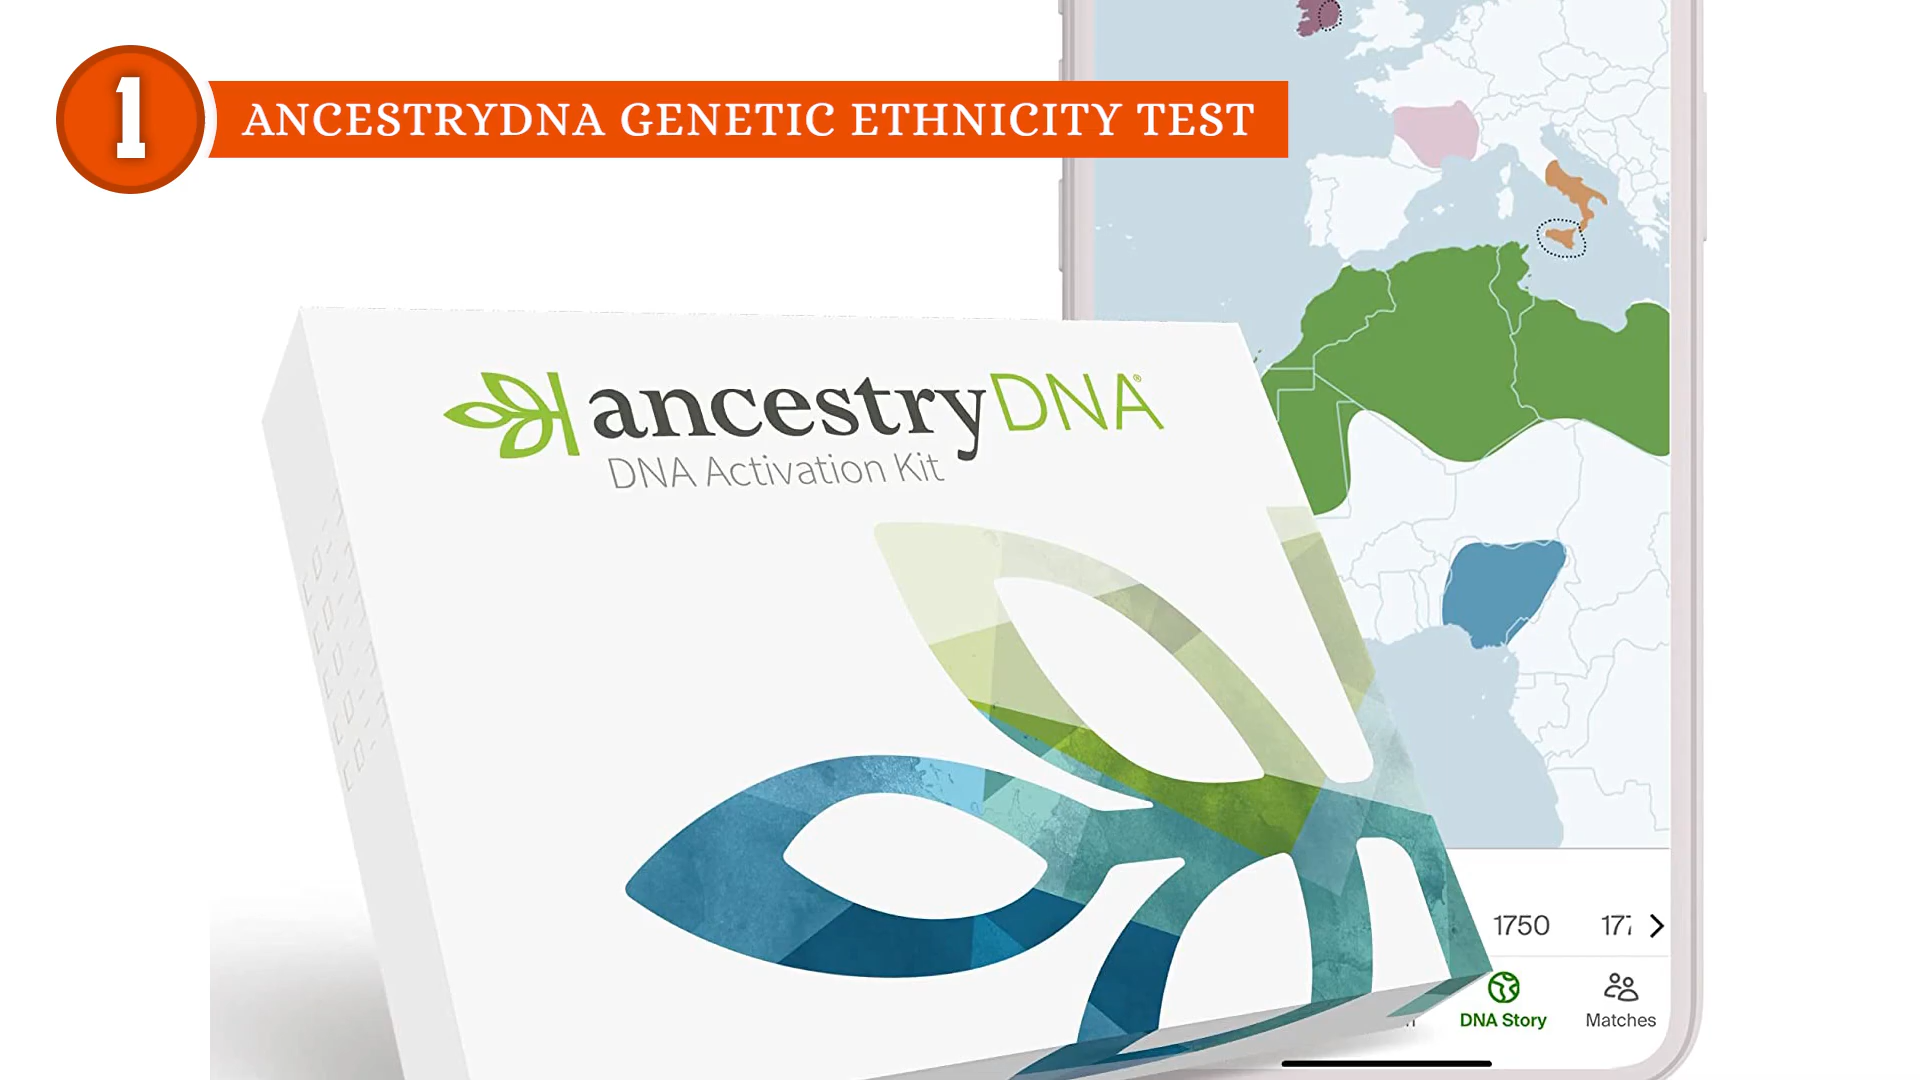 1
ANCESTRYDNA GENETIC ETHNICITY TEST
ancestryDNA®
DNA Activation Kit
1750
DNA Story
Matches